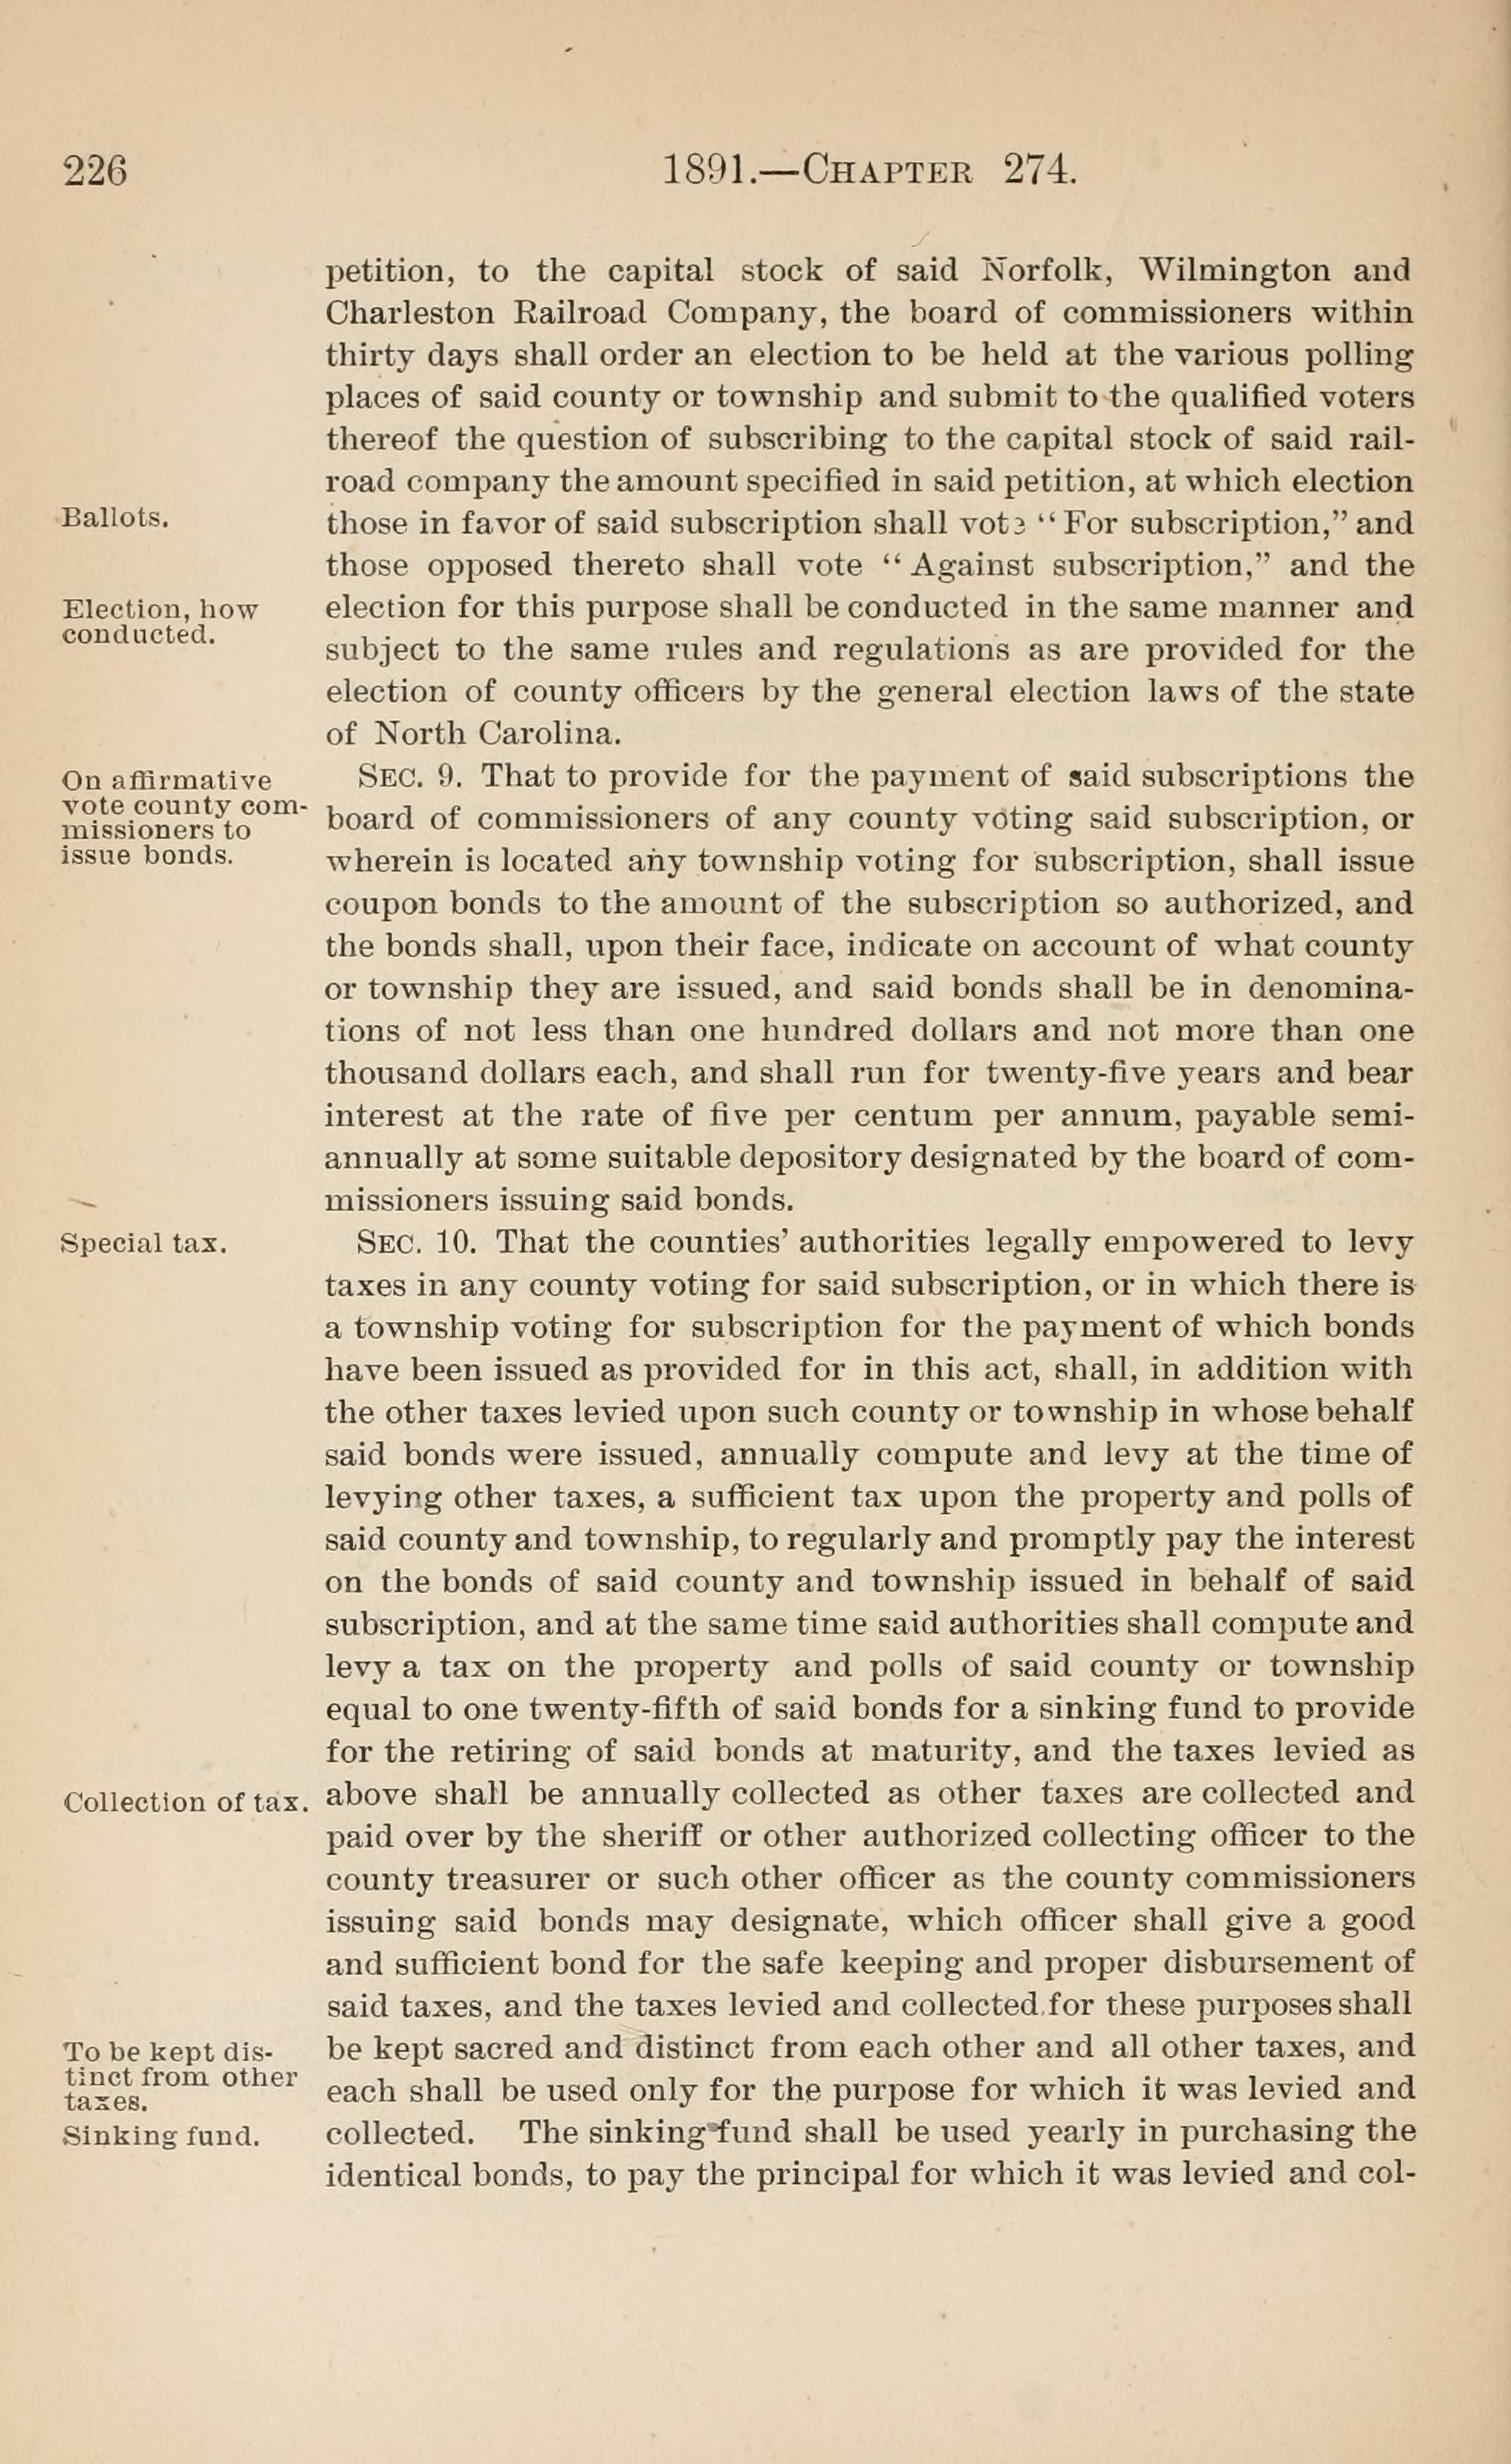 226
1891.—CHAPTER 274.
petition, to the capital stock of said Norfolk, Wilmington and
Charleston Railroad Company, the board of commissioners within
thirty days shall order an election to be held at the various polling
places of said county or township and submit to the qualified voters
thereof the question of subscribing to the capital stock of said rail-
road company the amount specified in said petition, at which election
Ballots.
those in favor of said subscription shall vote “For subscription,” and
those opposed thereto shall vote “Against subscription,” and the
Election, how
conducted.
election for this purpose shall be conducted in the same manner and
subject to the same rules and regulations as are provided for the
election of county officers by the general election laws of the state
of North Carolina.
On affirmative
vote county com-
missioners to
issue bonds.
SEC. 9. That to provide for the payment of said subscriptions the
board of commissioners of any county voting said subscription, or
wherein is located any township voting for subscription, shall issue
coupon bonds to the amount of the subscription so authorized, and
the bonds shall, upon their face, indicate on account of what county
or township they are issued, and said bonds shall be in denomina-
tions of not less than one hundred dollars and not more than one
thousand dollars each, and shall run for twenty-five years and bear
interest at the rate of five per centum per annum, payable semi-
annually at some suitable depository designated by the board of com-
missioners issuing said bonds.
Special tax.
SEC. 10. That the counties’ authorities legally empowered to levy
taxes in any county voting for said subscription, or in which there is
a township voting for subscription for the payment of which bonds
have been issued as provided for in this act, shall, in addition with
the other taxes levied upon such county or township in whose behalf
said bonds were issued, annually compute and levy at the time of
levying other taxes, a sufficient tax upon the property and polls of
said county and township, to regularly and promptly pay the interest
on the bonds of said county and township issued in behalf of said
subscription, and at the same time said authorities shall compute and
levy a tax on the property and polls of said county or township
equal to one twenty-fifth of said bonds for a sinking fund to provide
for the retiring of said bonds at maturity, and the taxes levied as
Collection of tax.
above shall be annually collected as other taxes are collected and
paid over by the sheriff or other authorized collecting officer to the
county treasurer or such other officer as the county commissioners
issuing said bonds may designate, which officer shall give a good
and sufficient bond for the safe keeping and proper disbursement of
said taxes, and the taxes levied and collected for these purposes shall
To be kept dis-
tinct from other
taxes.
be kept sacred and distinct from each other and all other taxes, and
each shall be used only for the purpose for which it was levied and
Sinking fund.
collected. The sinking fund shall be used yearly in purchasing the
identical bonds, to pay the principal for which it was levied and col-